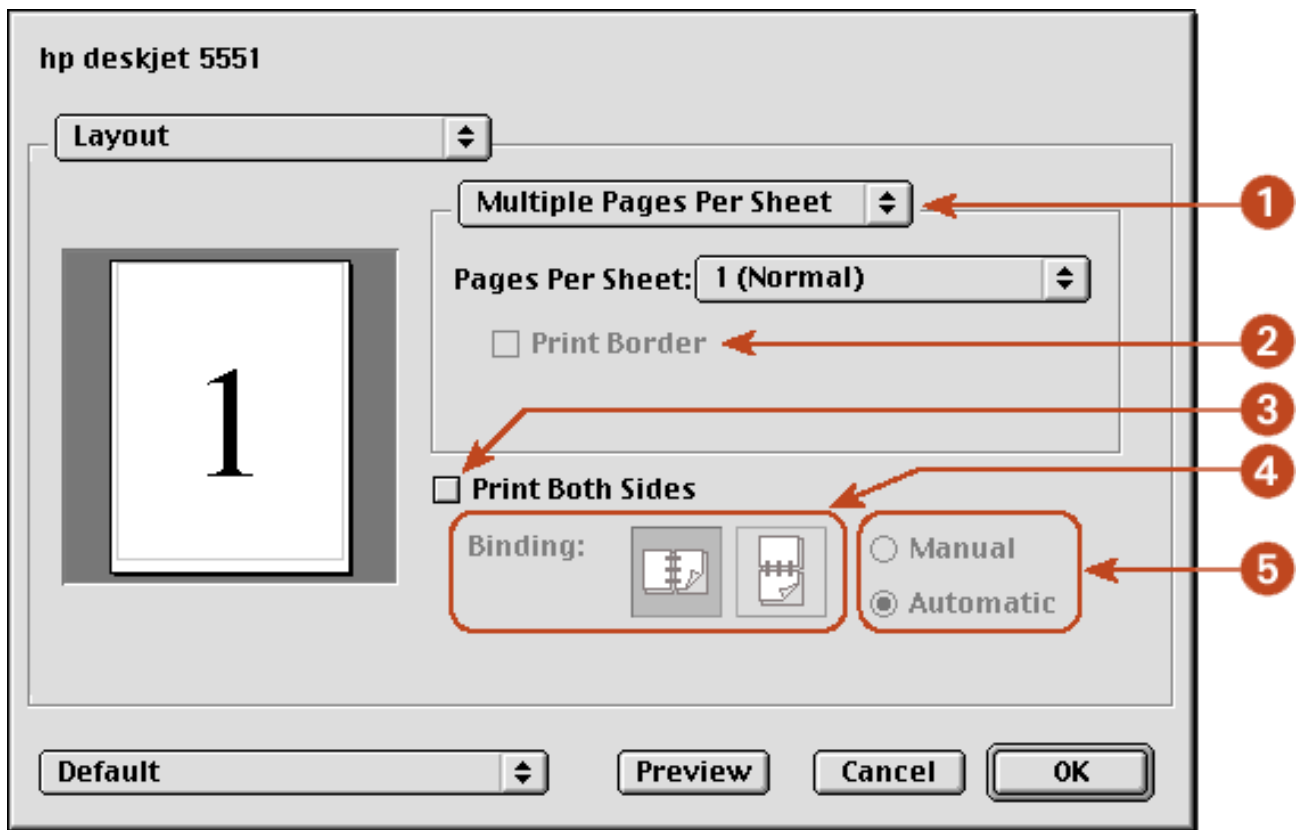 hp deskjet 5551
Layout
Multiple Pages Per Sheet
1
Pages Per Sheet: 1 (Normal)
Print Border
2
1
3
4
Print Both Sides
Binding:
Manual
Automatic
5
Default
Preview
Cancel
OK